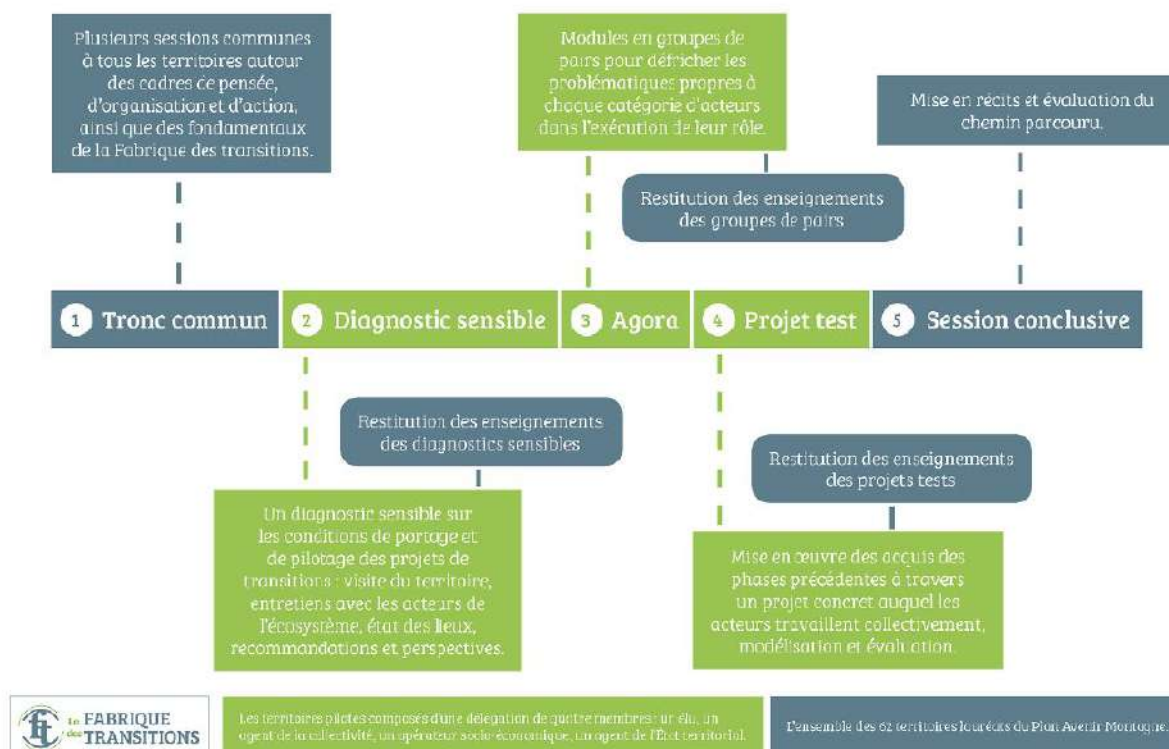 Plusieurs sessions communes
à tous les territoires autour
des cadres de pensée,
d'organisation et d'action,
ainsi que des fondamentaux
de la Fabrique des transitions.
Modules en groupes de
pairs pour défricher les
problématiques propres à
chaque catégorie d'acteurs
dans l'exécution de leur rôle.
Restitution des enseignements
des groupes de pairs
Mise en récits et évaluation du
chemin parcouru.
1 Tronc commun
2 Diagnostic sensible
3 Agora
4 Projet test
5 Session conclusive
Restitution des enseignements
des diagnostics sensibles
Un diagnostic sensible sur
les conditions de portage et
de pilotage des projets de
transitions : visite du territoire,
entretiens avec les acteurs de
l'écosystème, état des lieux,
recommandations et perspectives.
Restitution des enseignements
des projets tests
Mise en œuvre des acquis des
phases précédentes à travers
un projet concret auquel les
acteurs travaillent collectivement,
modélisation et évaluation.
La FABRIQUE
des TRANSITIONS
Les territoires pilotes composés d'une délégation de quatre membres : un élu, un
agent de la collectivité, un opérateur socio-économique, un agent de l'État territorial.
L'ensemble des 62 territoires lauréats du Plan Avenir Montagne